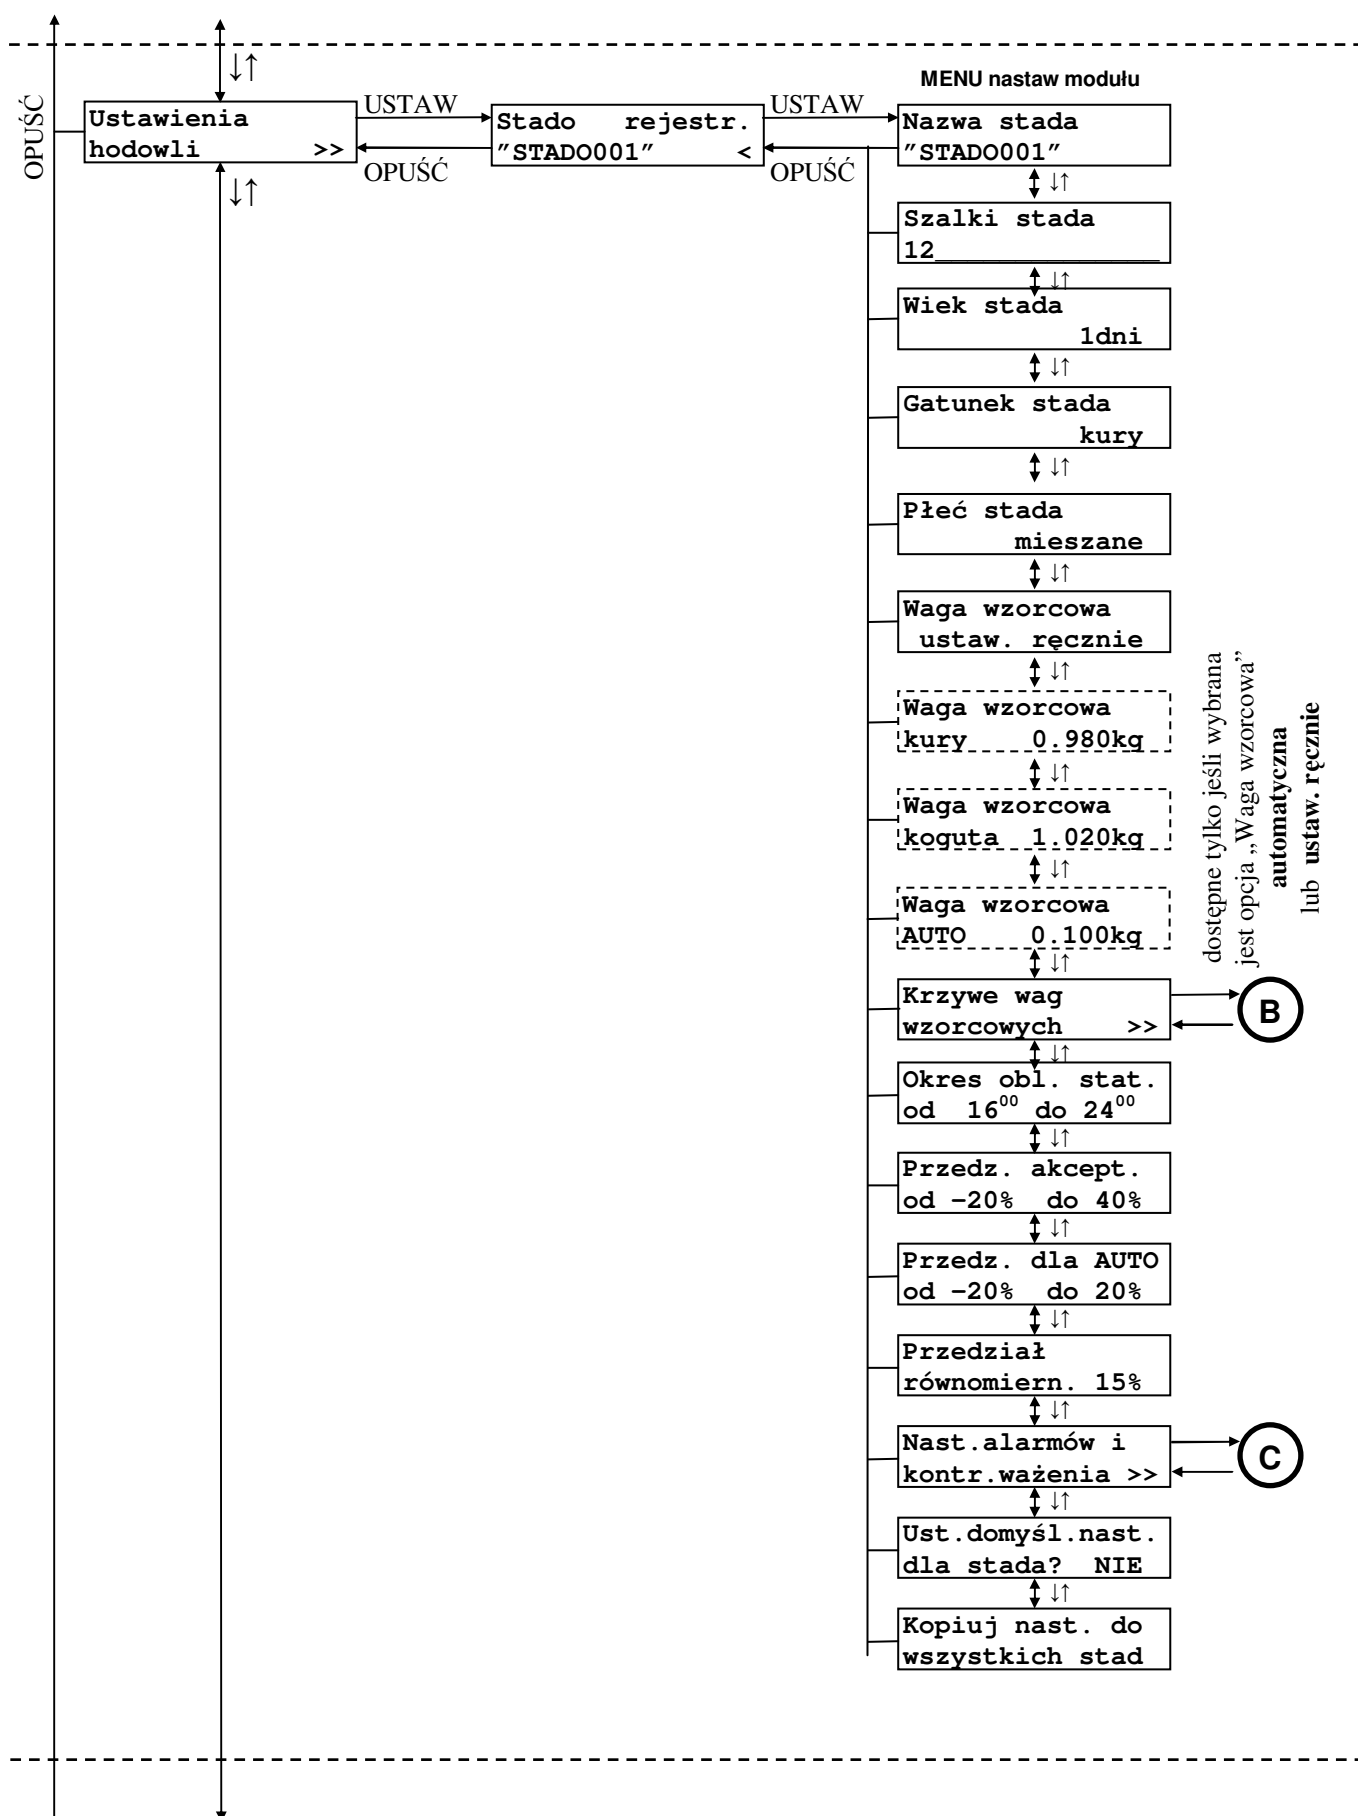 ↓↑
MENU nastaw modułu
OPUŚĆ
Ustawienia
hodowli >>
USTAW
OPUŚĆ
Stado rejestr.
"STADO001" <
USTAW
OPUŚĆ
Nazwa stada
"STADO001"
↓↑
↓↑
Szalki stada
12______________
↓↑
Wiek stada
1dni
↓↑
Gatunek stada
kury
↓↑
Płeć stada
mieszane
↓↑
Waga wzorcowa
ustaw. ręcznie
↓↑
Waga wzorcowa
kury 0.980kg
↓↑
Waga wzorcowa
koguta 1.020kg
↓↑
Waga wzorcowa
AUTO 0.100kg
dostępne tylko jeśli wybrana
jest opcja „Waga wzorcowa”
automatyczna
lub ustaw. ręcznie
↓↑
Krzywe wag
wzorcowych >>
B
↓↑
Okres obl. stat.
od 16⁰⁰ do 24⁰⁰
↓↑
Przedz. akcept.
od −20% do 40%
↓↑
Przedz. dla AUTO
od −20% do 20%
↓↑
Przedział
równomiern. 15%
↓↑
Nast.alarmów i
kontr.ważenia >>
C
↓↑
Ust.domyśl.nast.
dla stada? NIE
↓↑
Kopiuj nast. do
wszystkich stad